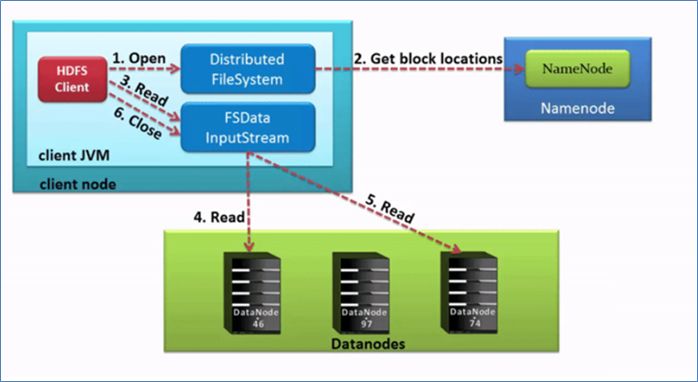 HDFS
Client
1. Open
3. Read
6. Close
Distributed
FileSystem
FSData
InputStream
client JVM
client node
2. Get block locations
NameNode
Namenode
4. Read
5. Read
DataNode
46
DataNode
97
DataNode
74
Datanodes